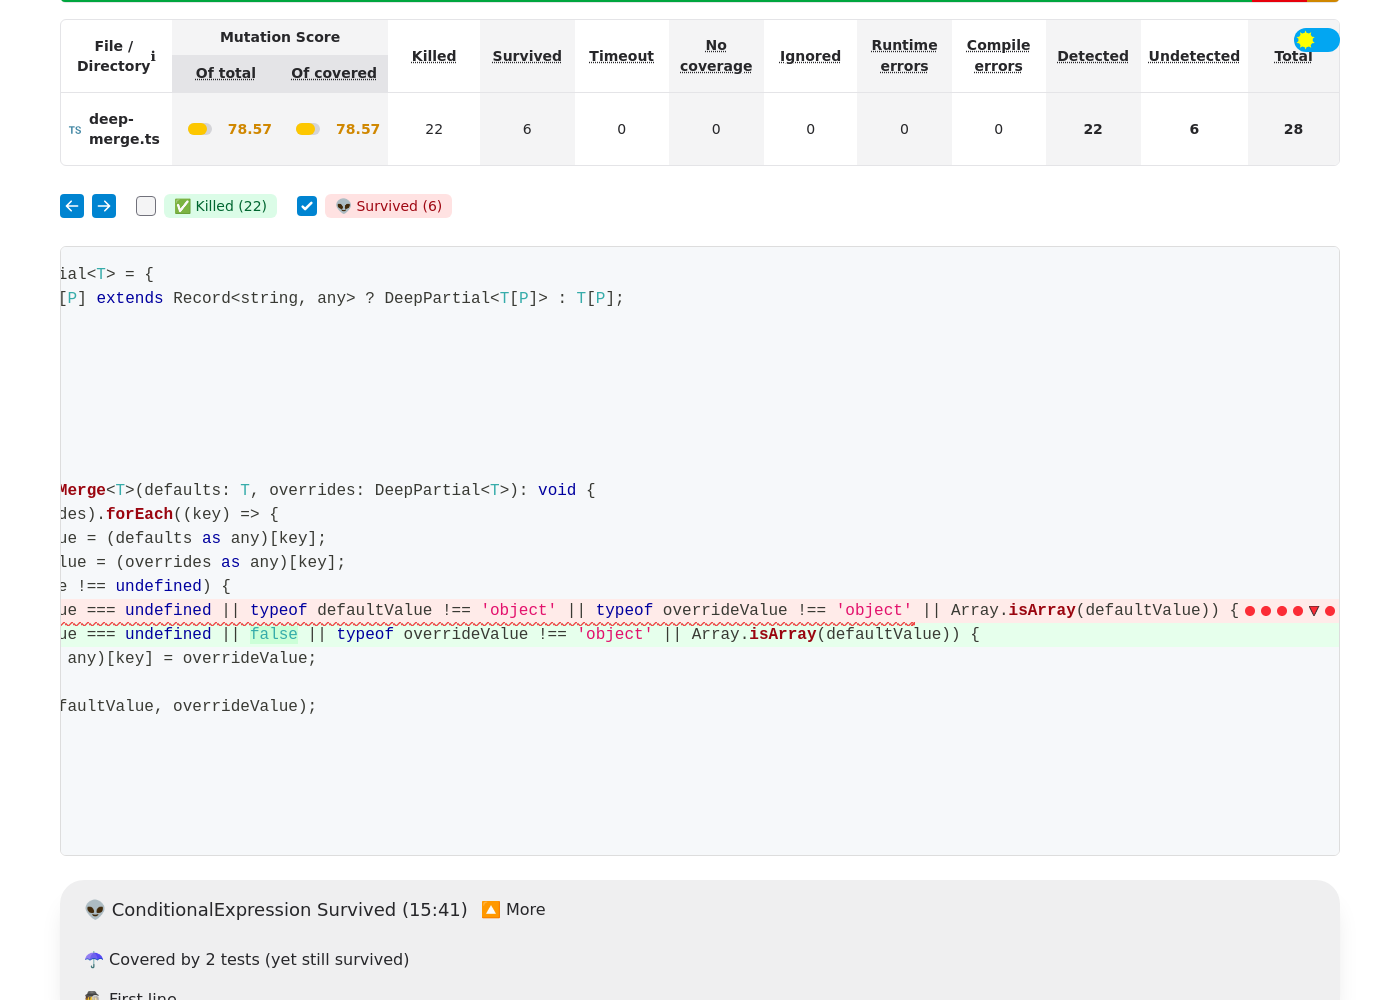 File / Directory ℹ
Mutation Score
Of total
Of covered
Killed
Survived
Timeout
No coverage
Ignored
Runtime errors
Compile errors
Detected
Undetected
Total
TS deep-merge.ts
78.57
78.57
22
6
0
0
0
0
0
22
6
28
✅ Killed (22)
👽 Survived (6)
ial<T> = {
[P] extends Record<string, any> ? DeepPartial<T[P]> : T[P];
Merge<T>(defaults: T, overrides: DeepPartial<T>): void {
des).forEach((key) => {
ue = (defaults as any)[key];
lue = (overrides as any)[key];
e !== undefined) {
ue === undefined || typeof defaultValue !== 'object' || typeof overrideValue !== 'object' || Array.isArray(defaultValue)) {
ue === undefined || false || typeof overrideValue !== 'object' || Array.isArray(defaultValue)) {
any)[key] = overrideValue;
faultValue, overrideValue);
👽 ConditionalExpression Survived (15:41) 🔼 More
☂️ Covered by 2 tests (yet still survived)
First line